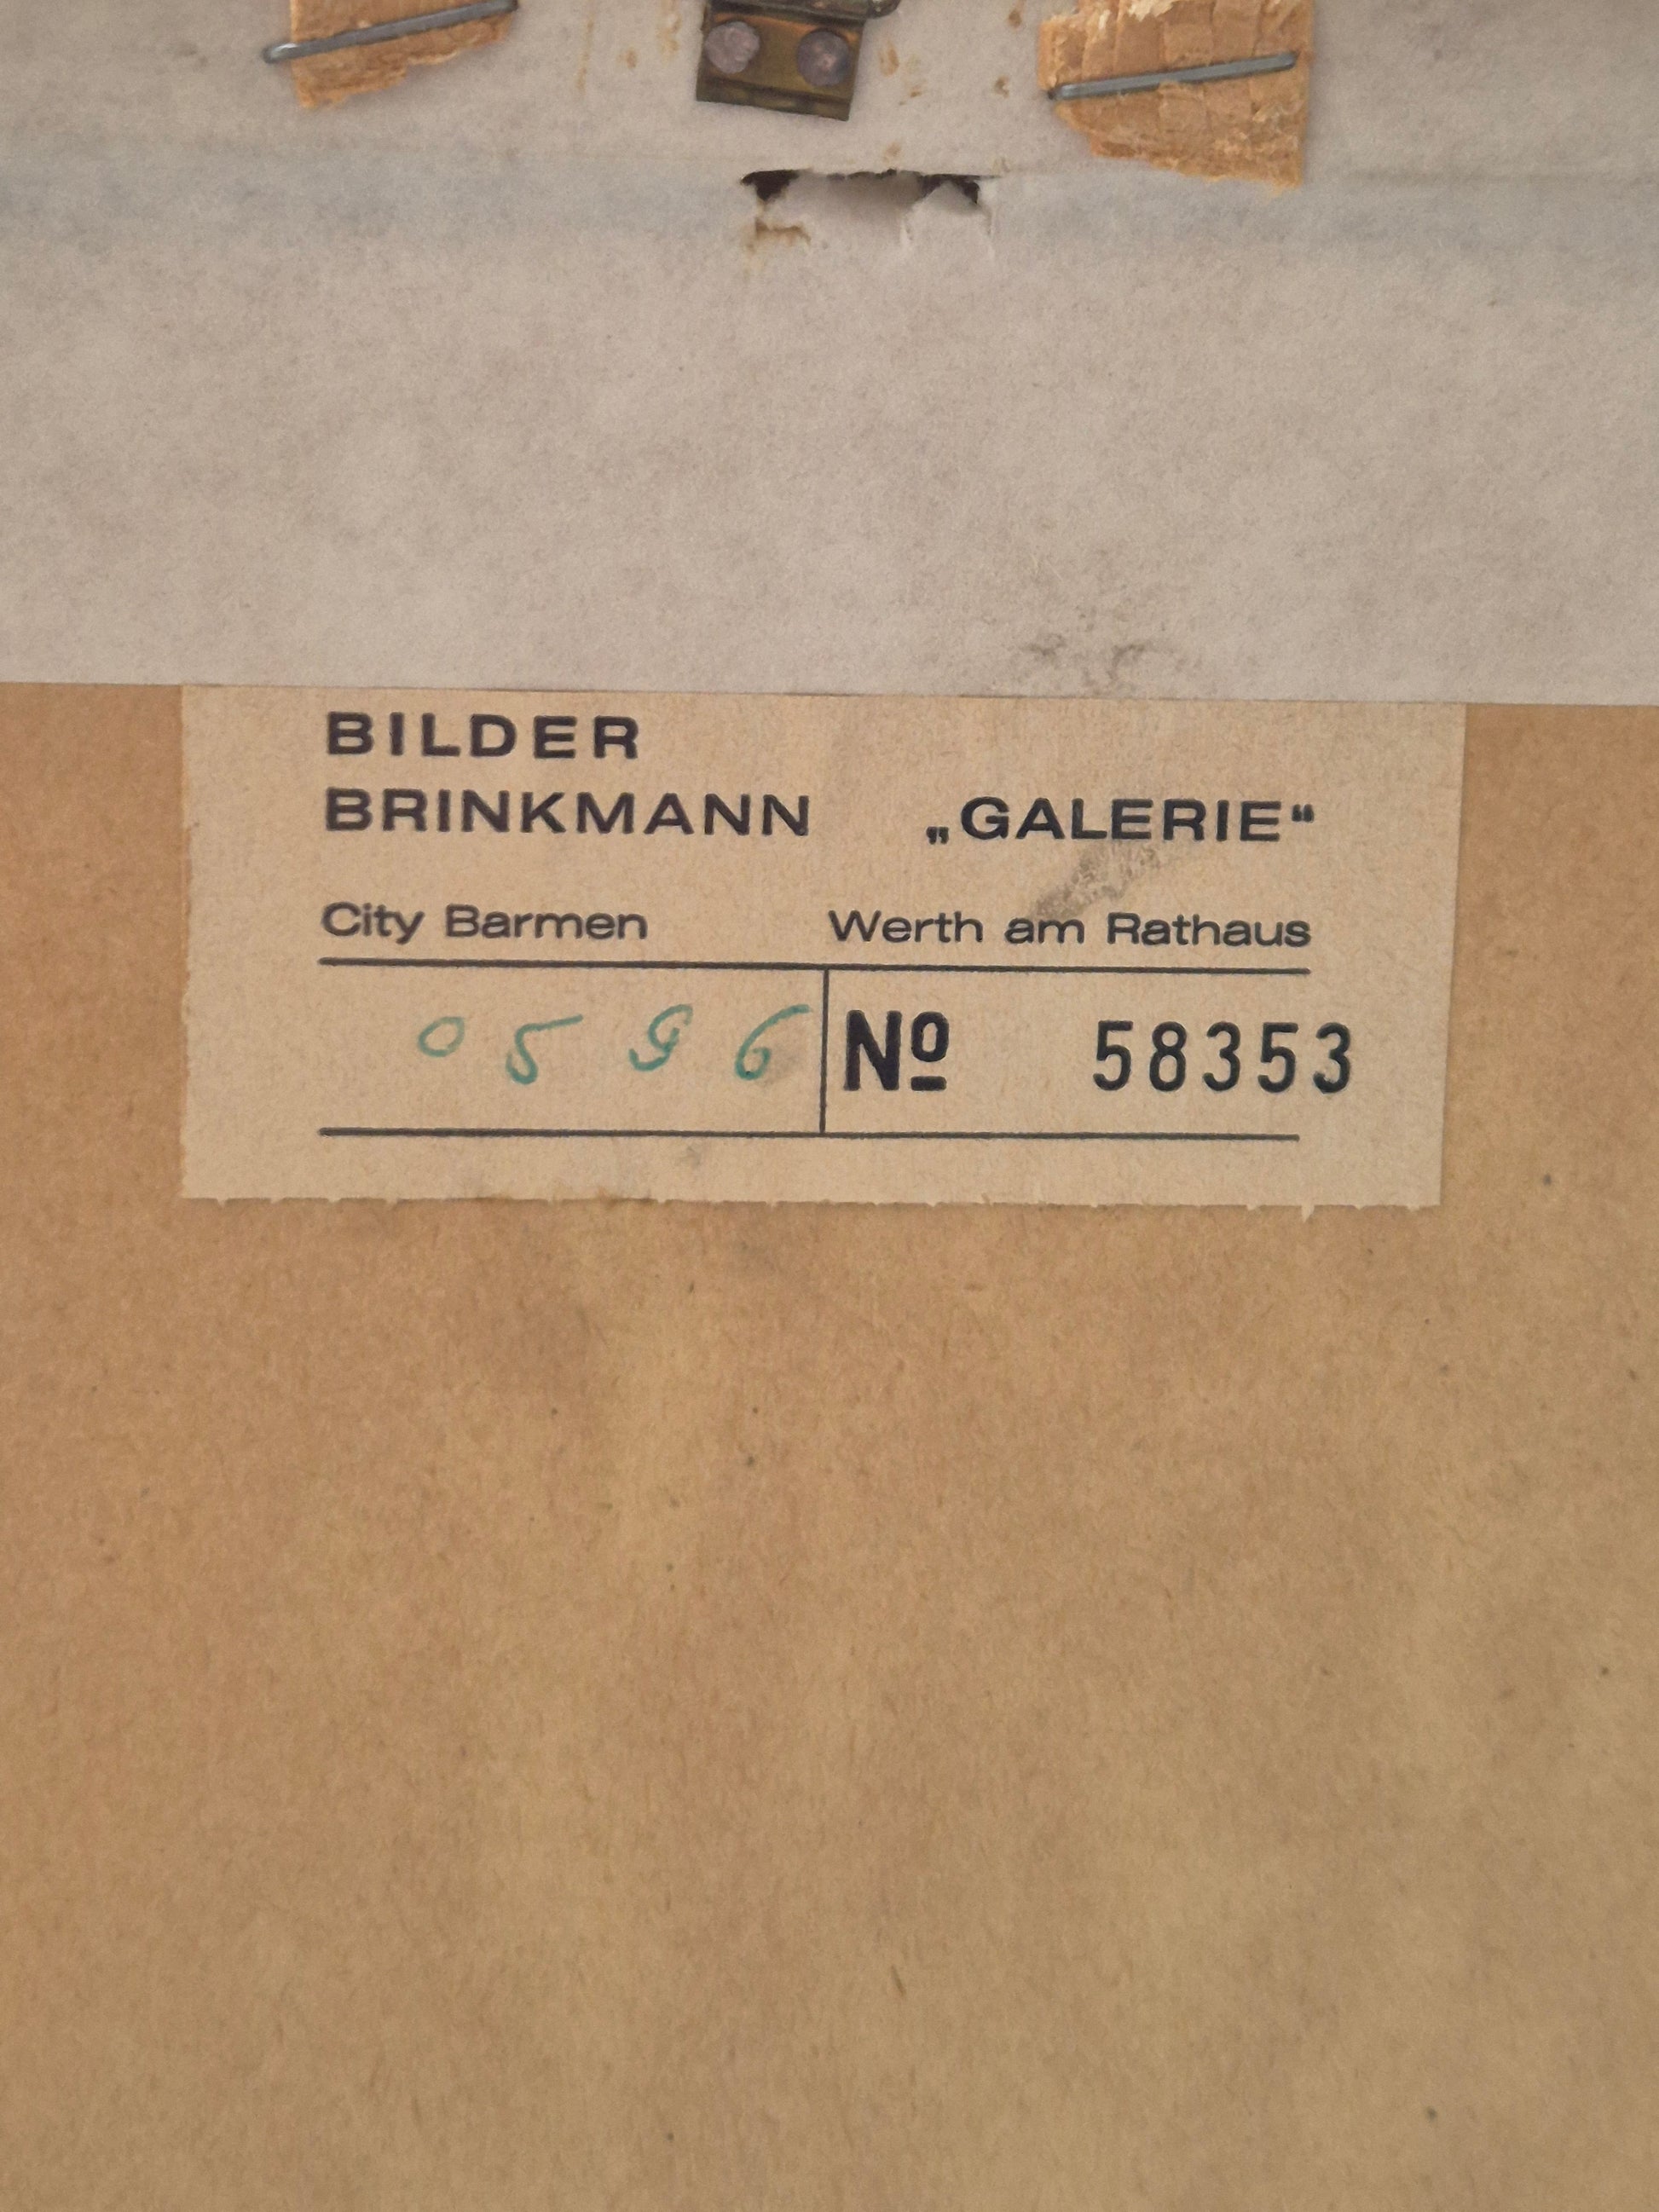 BILDER
BRINKMANN „GALERIE“
City Barmen Werth am Rathaus
0596 Nº 58353